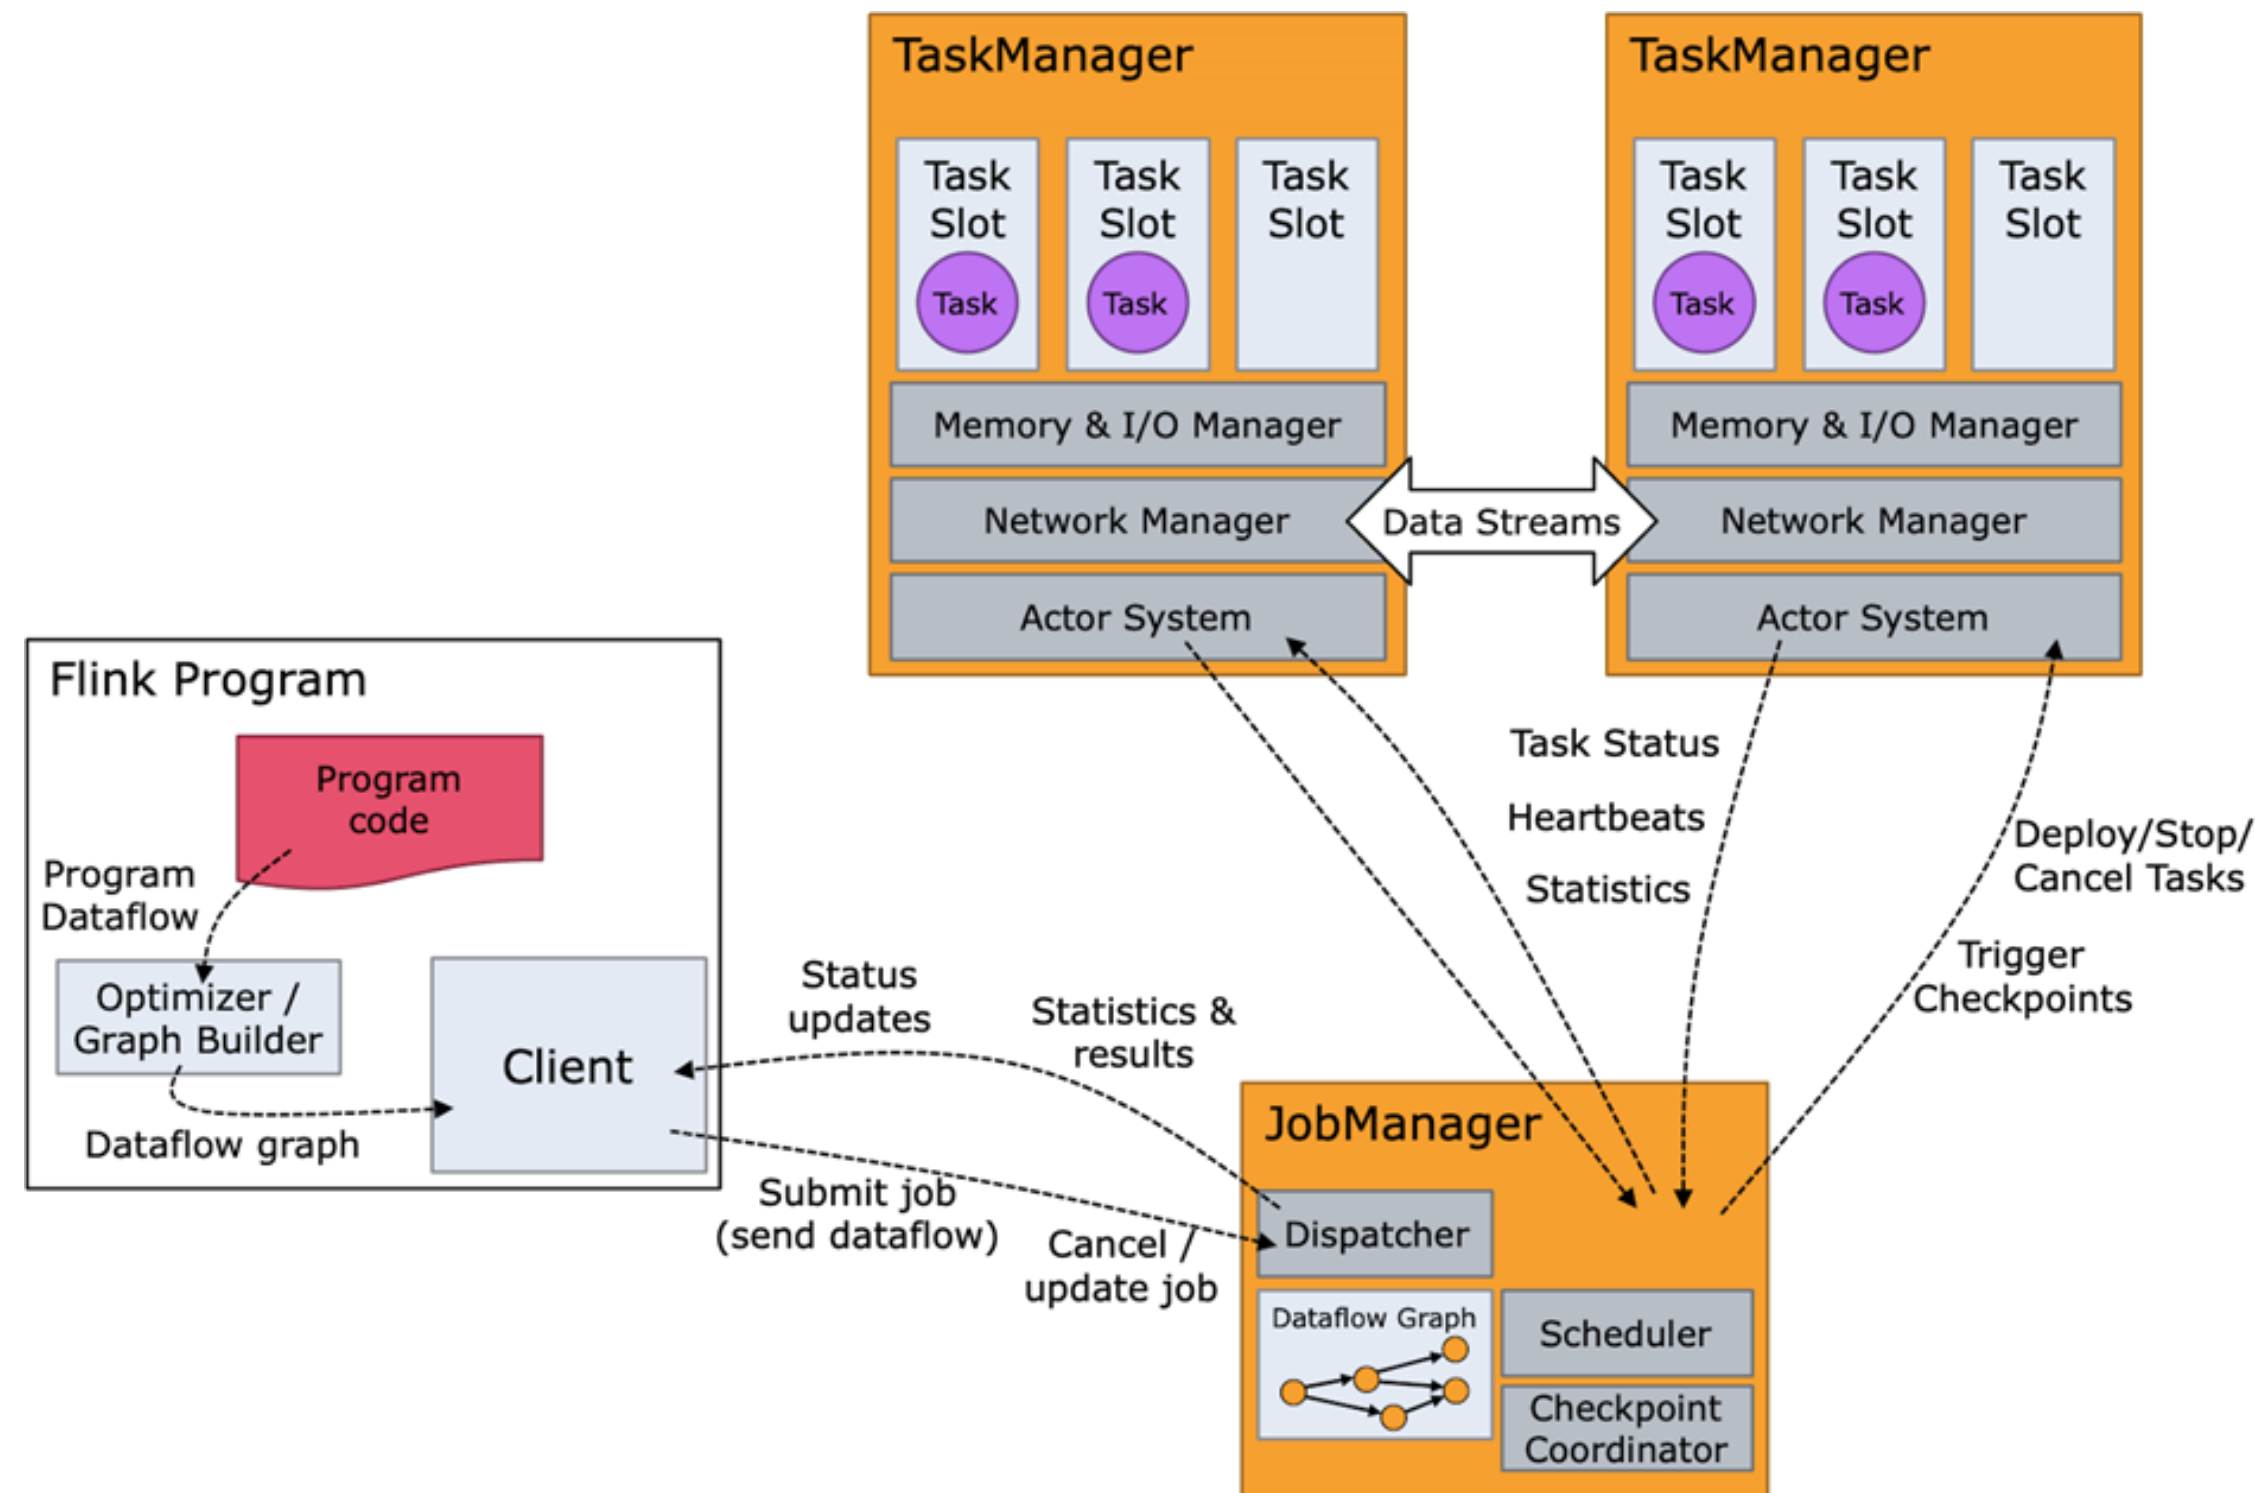 TaskManager
Task
Slot
Task
Task
Slot
Task
Task
Slot
Memory & I/O Manager
Network Manager
Actor System
Data Streams
TaskManager
Task
Slot
Task
Task
Slot
Task
Task
Slot
Memory & I/O Manager
Network Manager
Actor System
Flink Program
Program
code
Program
Dataflow
Optimizer /
Graph Builder
Dataflow graph
Client
Status
updates
Statistics &
results
Submit job
(send dataflow)
Cancel /
update job
Task Status
Heartbeats
Statistics
Deploy/Stop/
Cancel Tasks
Trigger
Checkpoints
JobManager
Dispatcher
Dataflow Graph
Scheduler
Checkpoint
Coordinator